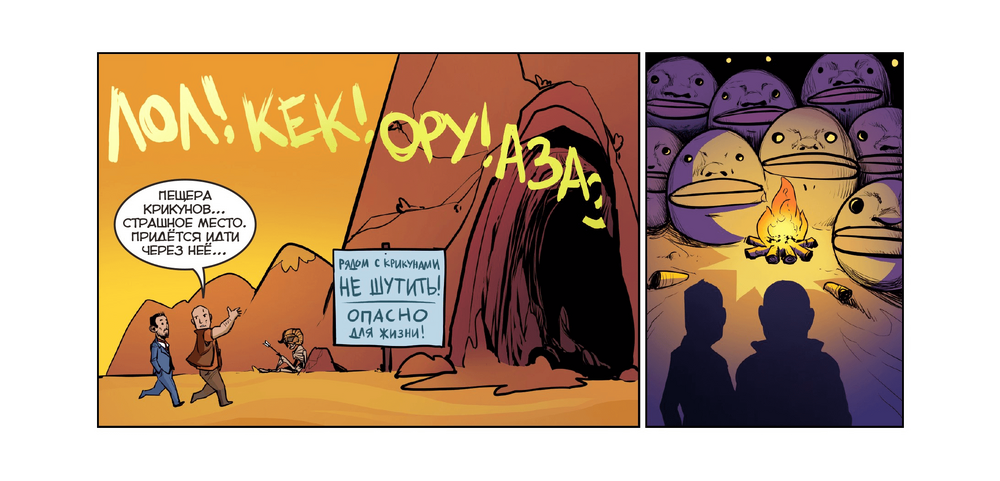 ЛОЛ! КЕК! ОРУ! АЗАЗ
ПЕЩЕРА
КРИКУНОВ...
СТРАШНОЕ МЕСТО.
ПРИДЁТСЯ ИДТИ
ЧЕРЕЗ НЕЁ...
РЯДОМ С КРИКУНАМИ
НЕ ШУТИТЬ!
ОПАСНО
ДЛЯ ЖИЗНИ!